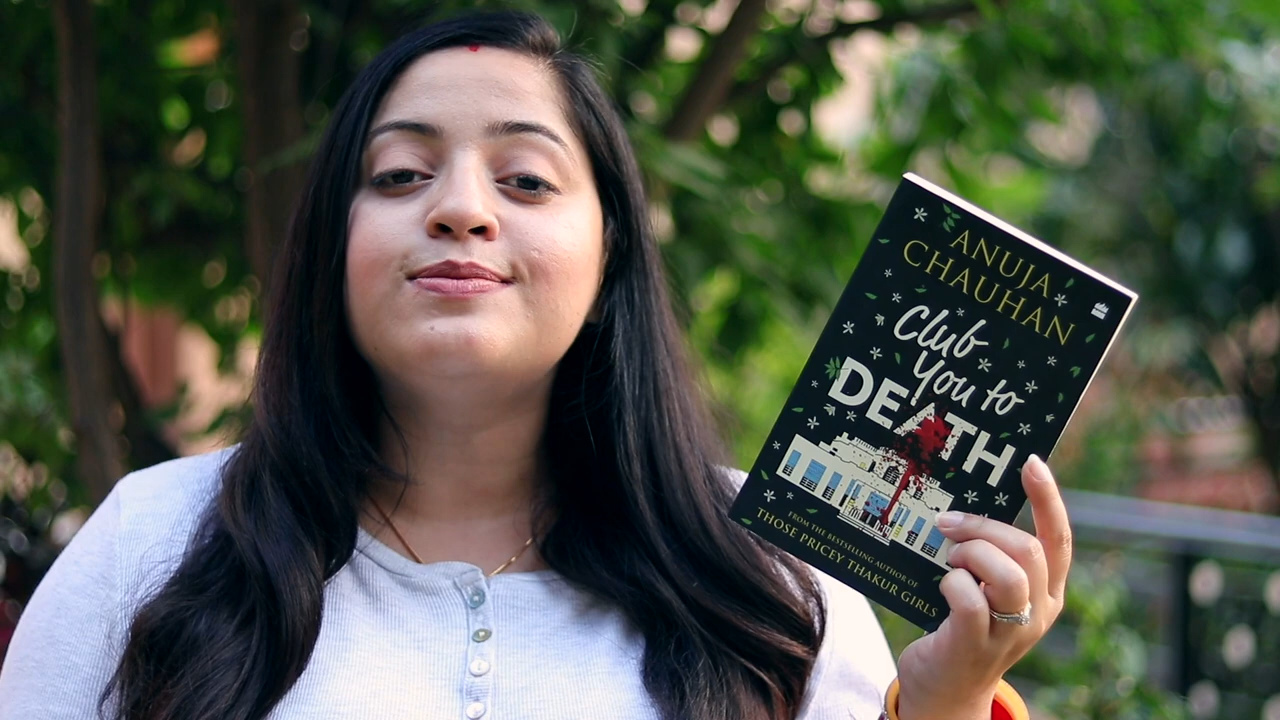 ANUJA
CHAUHAN
Club
You to
DEATH
FROM THE BESTSELLING AUTHOR OF
THOSE PRICEY THAKUR GIRLS